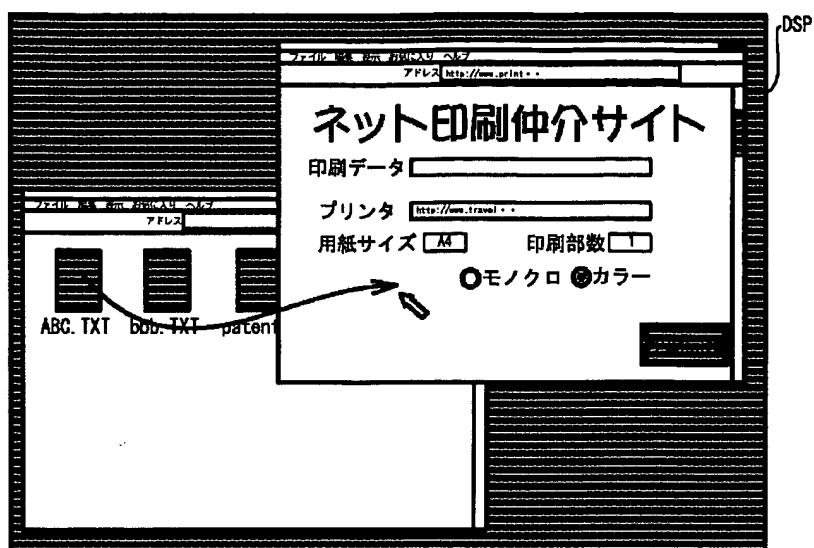 DSP
ファイル 編集 表示 お気に入り ヘルプ
アドレス http://www.print・・
ネット印刷仲介サイト
印刷データ
プリンタ http://www.travel・・
用紙サイズ A4 印刷部数 1
モノクロ カラー
ファイル 編集 表示 お気に入り ヘルプ
アドレス
ABC.TXT bbb.TXT patent